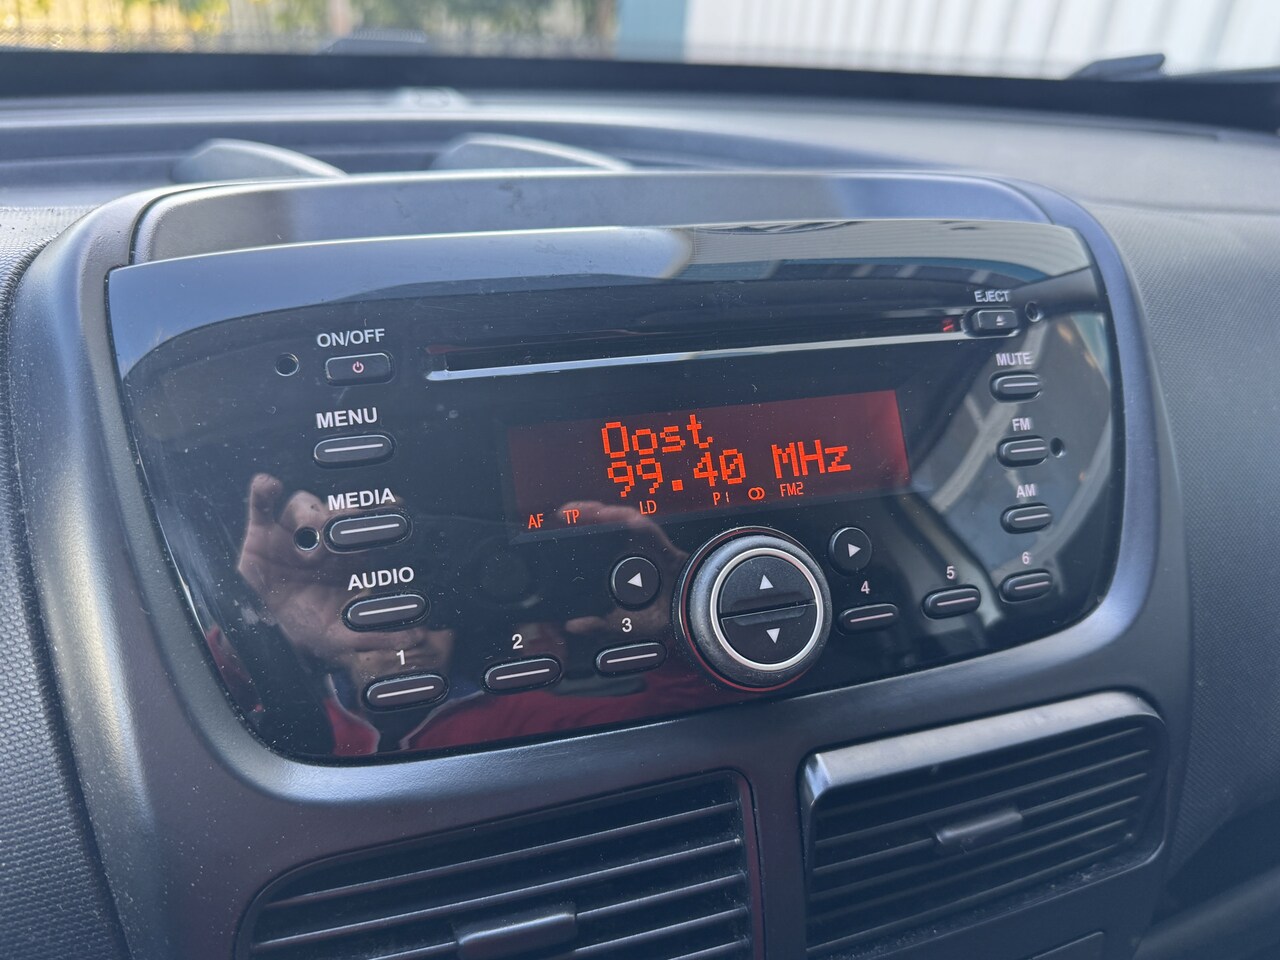 EJECT
ON/OFF
MUTE
MENU
FM
Oost
99.40 MHz
MEDIA
AM
AF TP LD P1 FM2
AUDIO
1 2 3 4 5 6